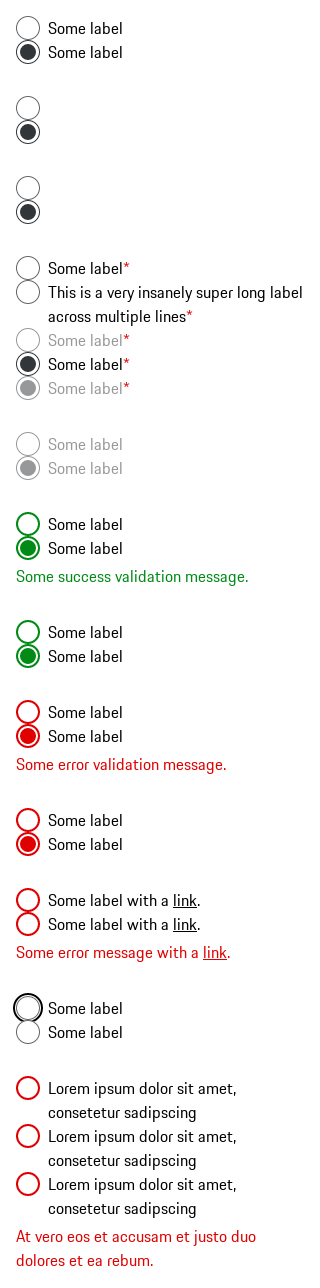 Some label
Some label
Some label*
This is a very insanely super long label
across multiple lines*
Some label*
Some label*
Some label*
Some label
Some label
Some label
Some label
Some success validation message.
Some label
Some label
Some label
Some label
Some error validation message.
Some label
Some label
Some label with a link.
Some label with a link.
Some error message with a link.
Some label
Some label
Lorem ipsum dolor sit amet,
consetetur sadipscing
Lorem ipsum dolor sit amet,
consetetur sadipscing
Lorem ipsum dolor sit amet,
consetetur sadipscing
At vero eos et accusam et justo duo
dolores et ea rebum.